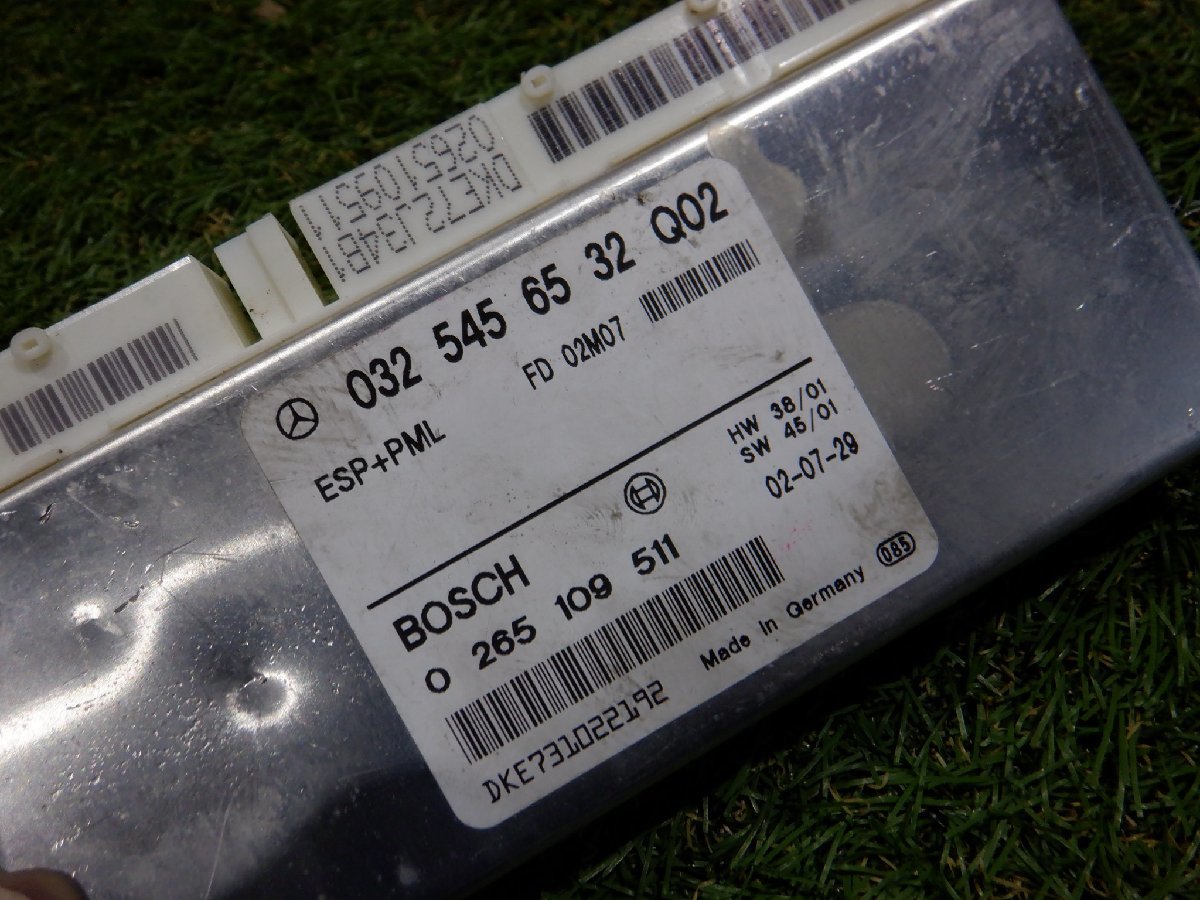 DKE72J3481
0265109511
032 545 65 32 Q02
FD 02M07
ESP+PML
HW 38/01
SW 45/01
02-07-29
BOSCH
0 265 109 511
Made in Germany
085
DKE731022192